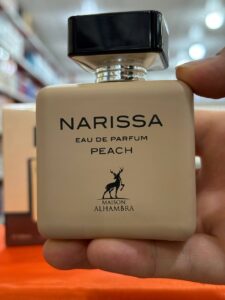 NARISSA
EAU DE PARFUM
PEACH
MAISON
ALHAMBRA